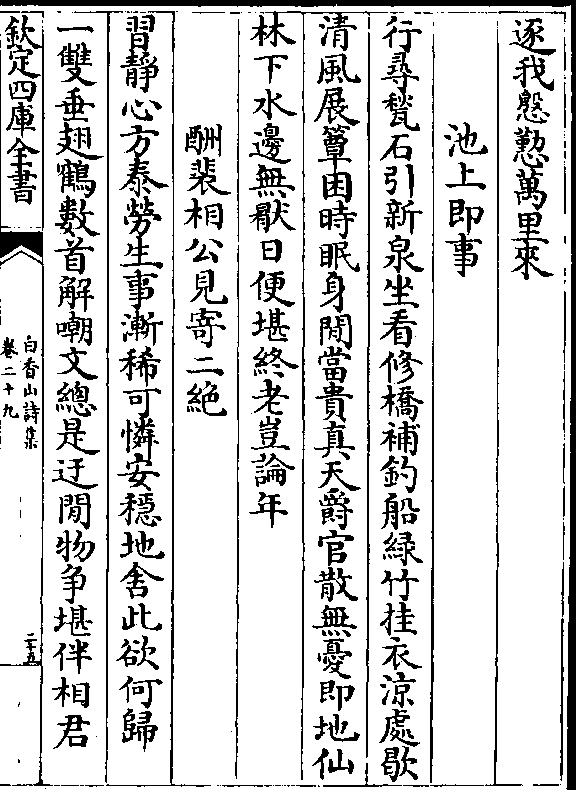 逐我慇懃萬里來
池上即事
行尋甃石引新泉坐看修橋補釣船緑竹挂衣涼處歇
清風展簟困時眠身閒當貴真天爵官散無憂即地仙
林下水邊無厭日便堪終老豈論年
酬裴相公見寄二絶
習靜心方泰勞生事漸稀可憐安穩地舍此欲何歸
一雙垂翅鶴數首解嘲文總是迂閒物争堪伴相君
欽定四庫全書
白香山詩集
卷二十九
二十五